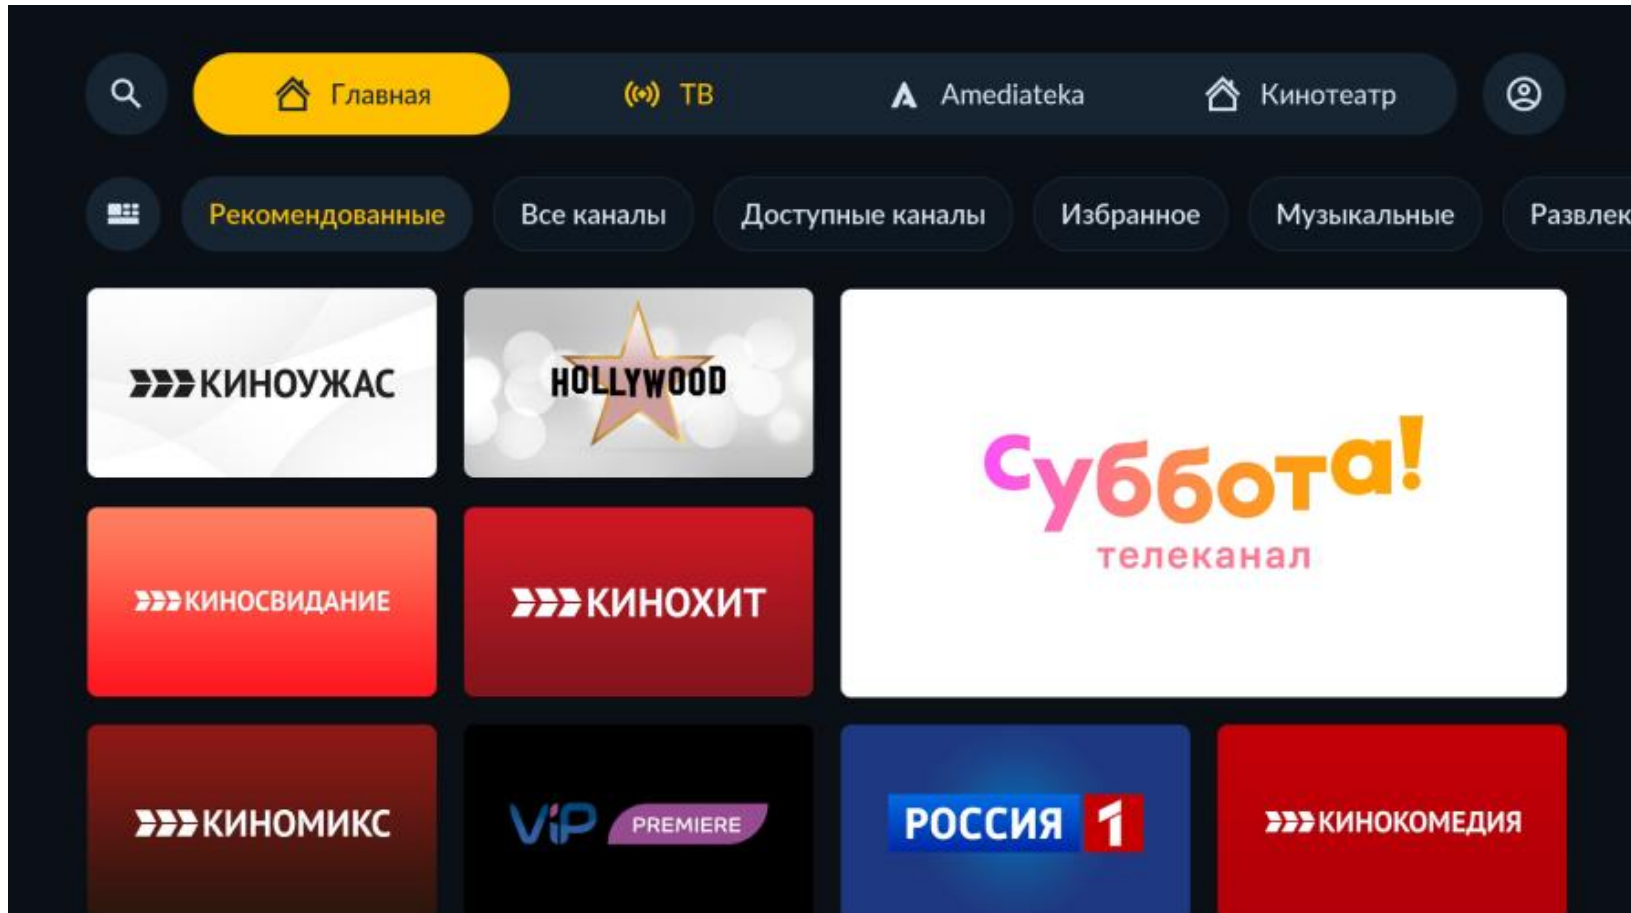 Главная
ТВ
Amediateka
Кинотеатр
Рекомендованные
Все каналы
Доступные каналы
Избранное
Музыкальные
Развлек
КИНОУЖАС
HOLLYWOOD
Суббота!
телеканал
КИНОСВИДАНИЕ
КИНОХИТ
КИНОМИКС
ViP PREMIERE
РОССИЯ 1
КИНОКОМЕДИЯ